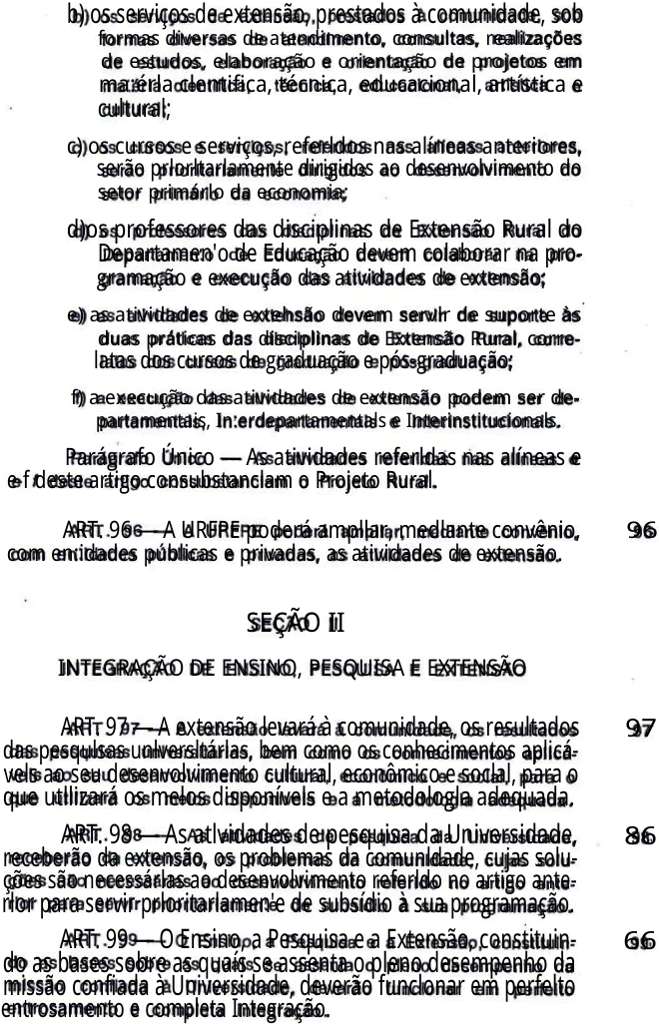 b) os serviços de extensão, prestados à comunidade, sob
formas diversas de atendimento, consultas, realizações
de estudos, elaboração e orientação de projetos em
matéria científica, técnica, educacional, artística e
cultural;
c) os cursos e serviços, referidos nas alíneas anteriores,
serão prioritariamente dirigidos ao desenvolvimento do
setor primário da economia;
d) os professores das disciplinas de Extensão Rural do
Departamen'o de Educação devem colaborar na pro-
gramação e execução das atividades de extensão;
e) as atividades de extensão devem servir de suporte às
duas práticas das disciplinas de Extensão Rural, corre-
latas dos cursos de graduação e pós-graduação;
f) a execução das atividades de extensão podem ser de-
partamentais, Interdepartamentais e Interinstitucionais.
Parágrafo Único — As atividades referidas nas alíneas e
e f deste artigo consubstanciam o Projeto Rural.
ART. 96 — A URFPE poderá ampliar, mediante convênio, 96
com entidades públicas e privadas, as atividades de extensão.
SEÇÃO II
INTEGRAÇÃO DE ENSINO, PESQUISA E EXTENSÃO
ART. 97 — A extensão levará à comunidade, os resultados 97
das pesquisas universitárias, bem como os conhecimentos aplicá-
veis ao seu desenvolvimento cultural, econômico e social, para o
que utilizará os meios disponíveis e a metodologia adequada.
ART. 98 — As atividades de pesquisa da Universidade, 98
receberão da extensão, os problemas da comunidade, cujas solu-
ções são necessárias ao desenvolvimento referido no artigo ante-
rior para servir prioritariamen'e de subsídio à sua programação.
ART. 99 — O Ensino, a Pesquisa e a Extensão, constituin- 99
do as bases sobre as quais se assenta o pleno desempenho da
missão confiada à Universidade, deverão funcionar em perfeito
entrosamento e completa Integração.